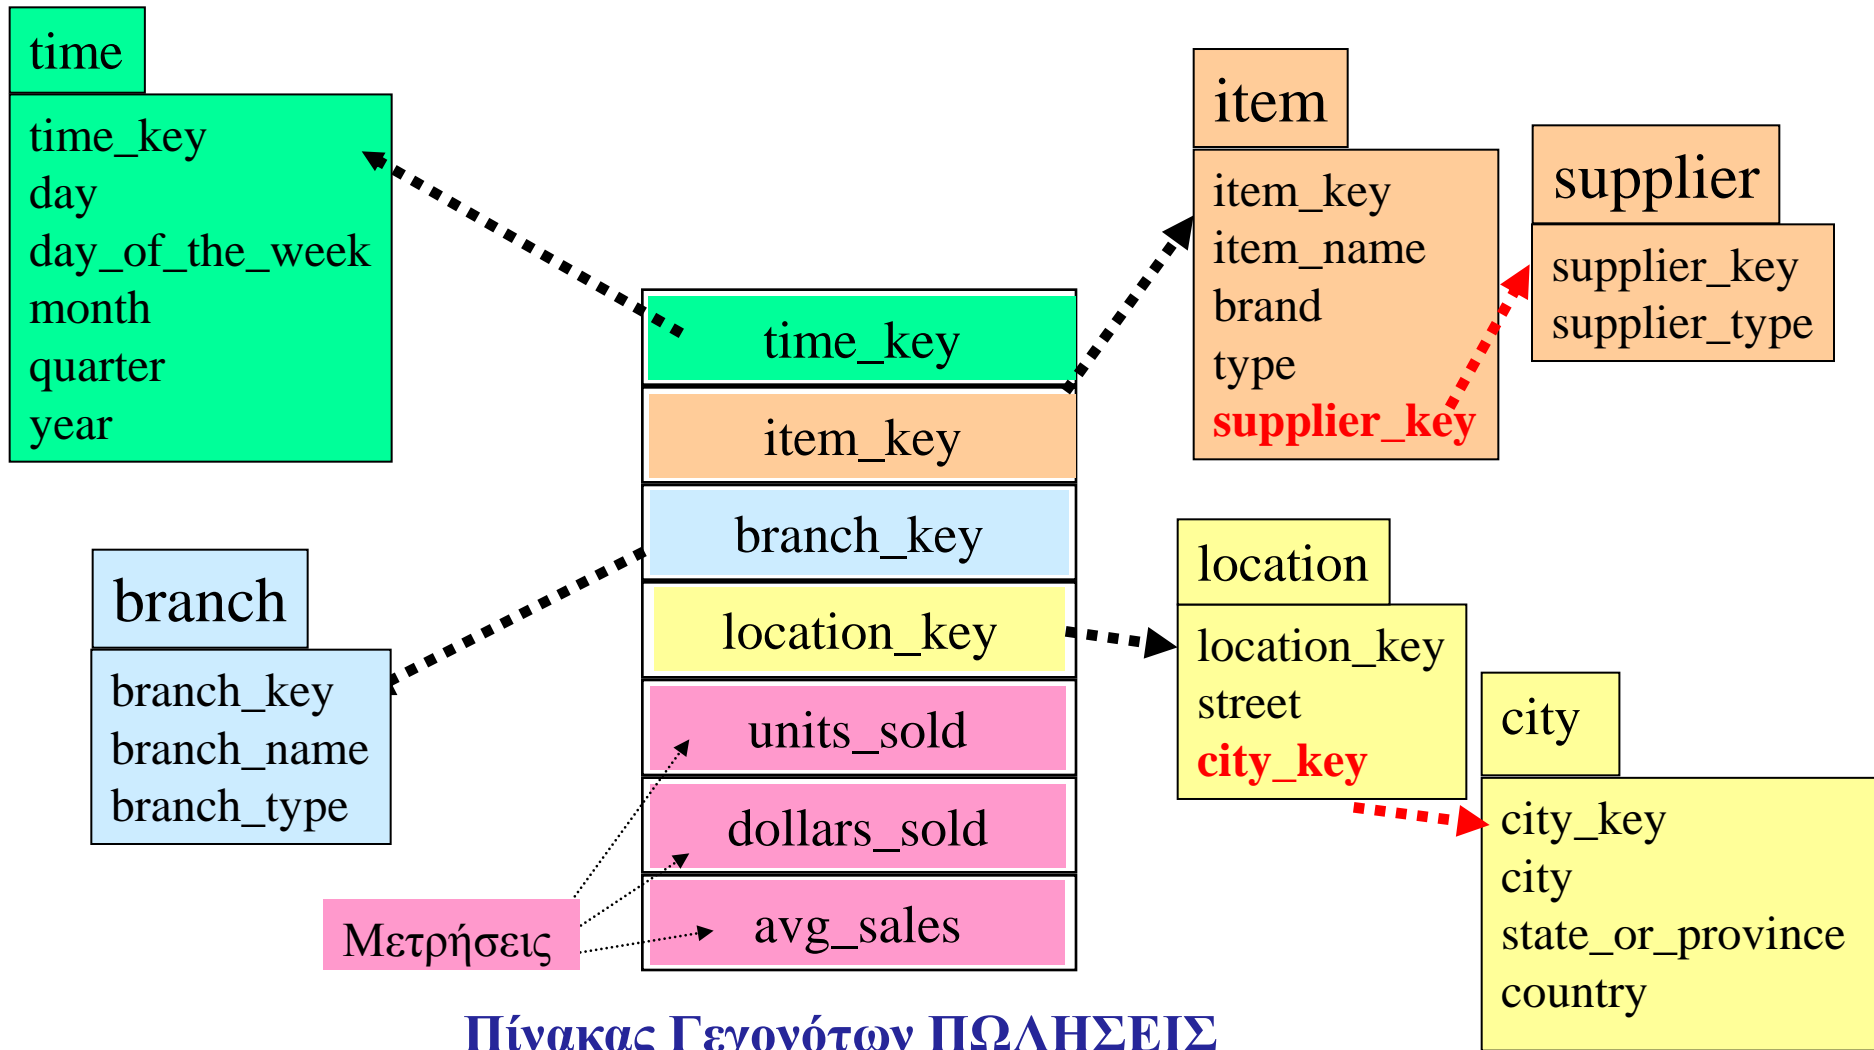 time
time_key
day
day_of_the_week
month
quarter
year
branch
branch_key
branch_name
branch_type
time_key
item_key
branch_key
location_key
units_sold
dollars_sold
avg_sales
Μετρήσεις
item
item_key
item_name
brand
type
supplier_key
supplier
supplier_key
supplier_type
location
location_key
street
city_key
city
city_key
city
state_or_province
country
Πίνακας Γεγονότων ΠΩΛΗΣΕΙΣ